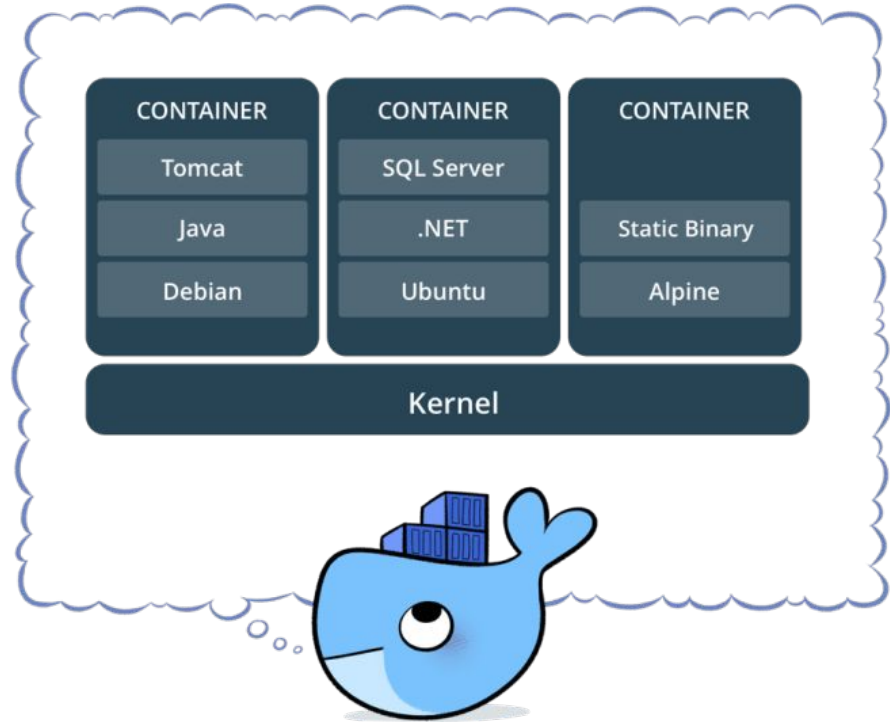 CONTAINER
Tomcat
Java
Debian
CONTAINER
SQL Server
.NET
Ubuntu
CONTAINER
Static Binary
Alpine
Kernel